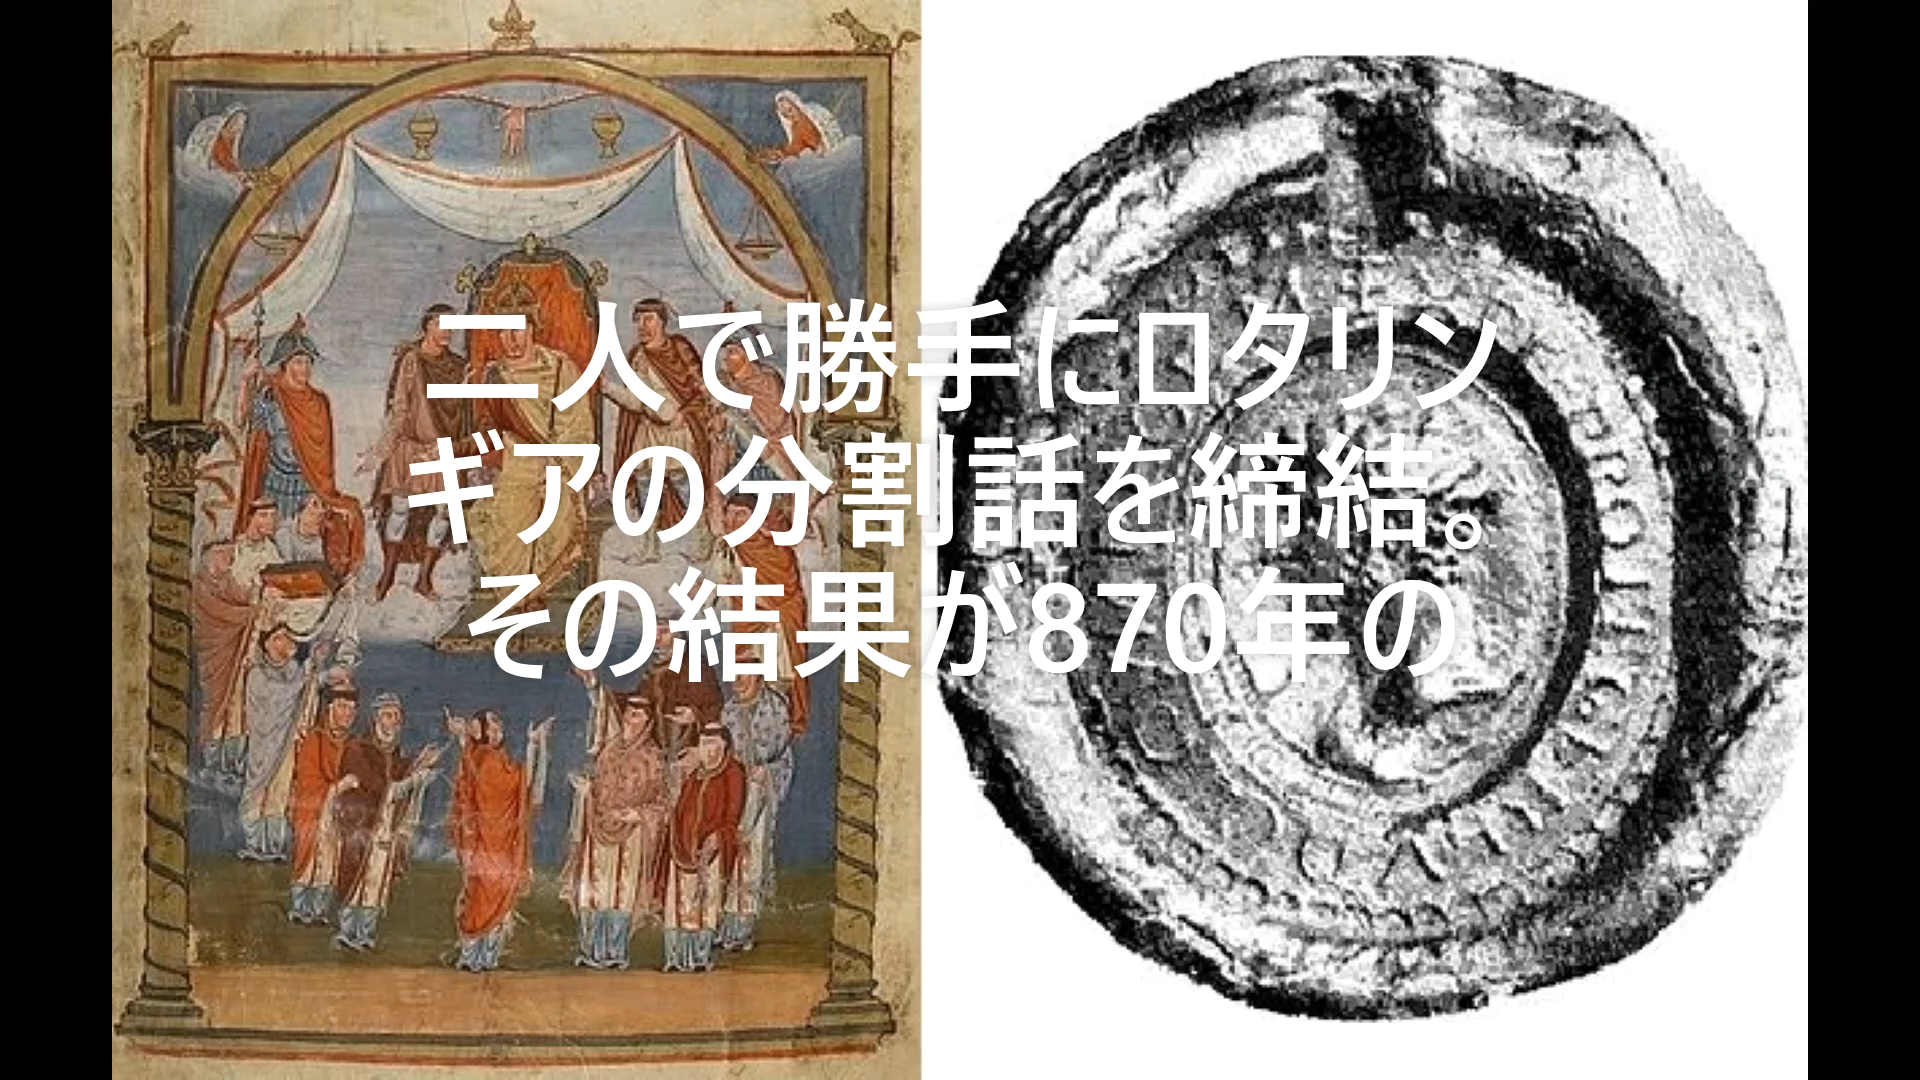 二人で勝手にロタリン
ギアの分割話を締結。
その結果が870年の